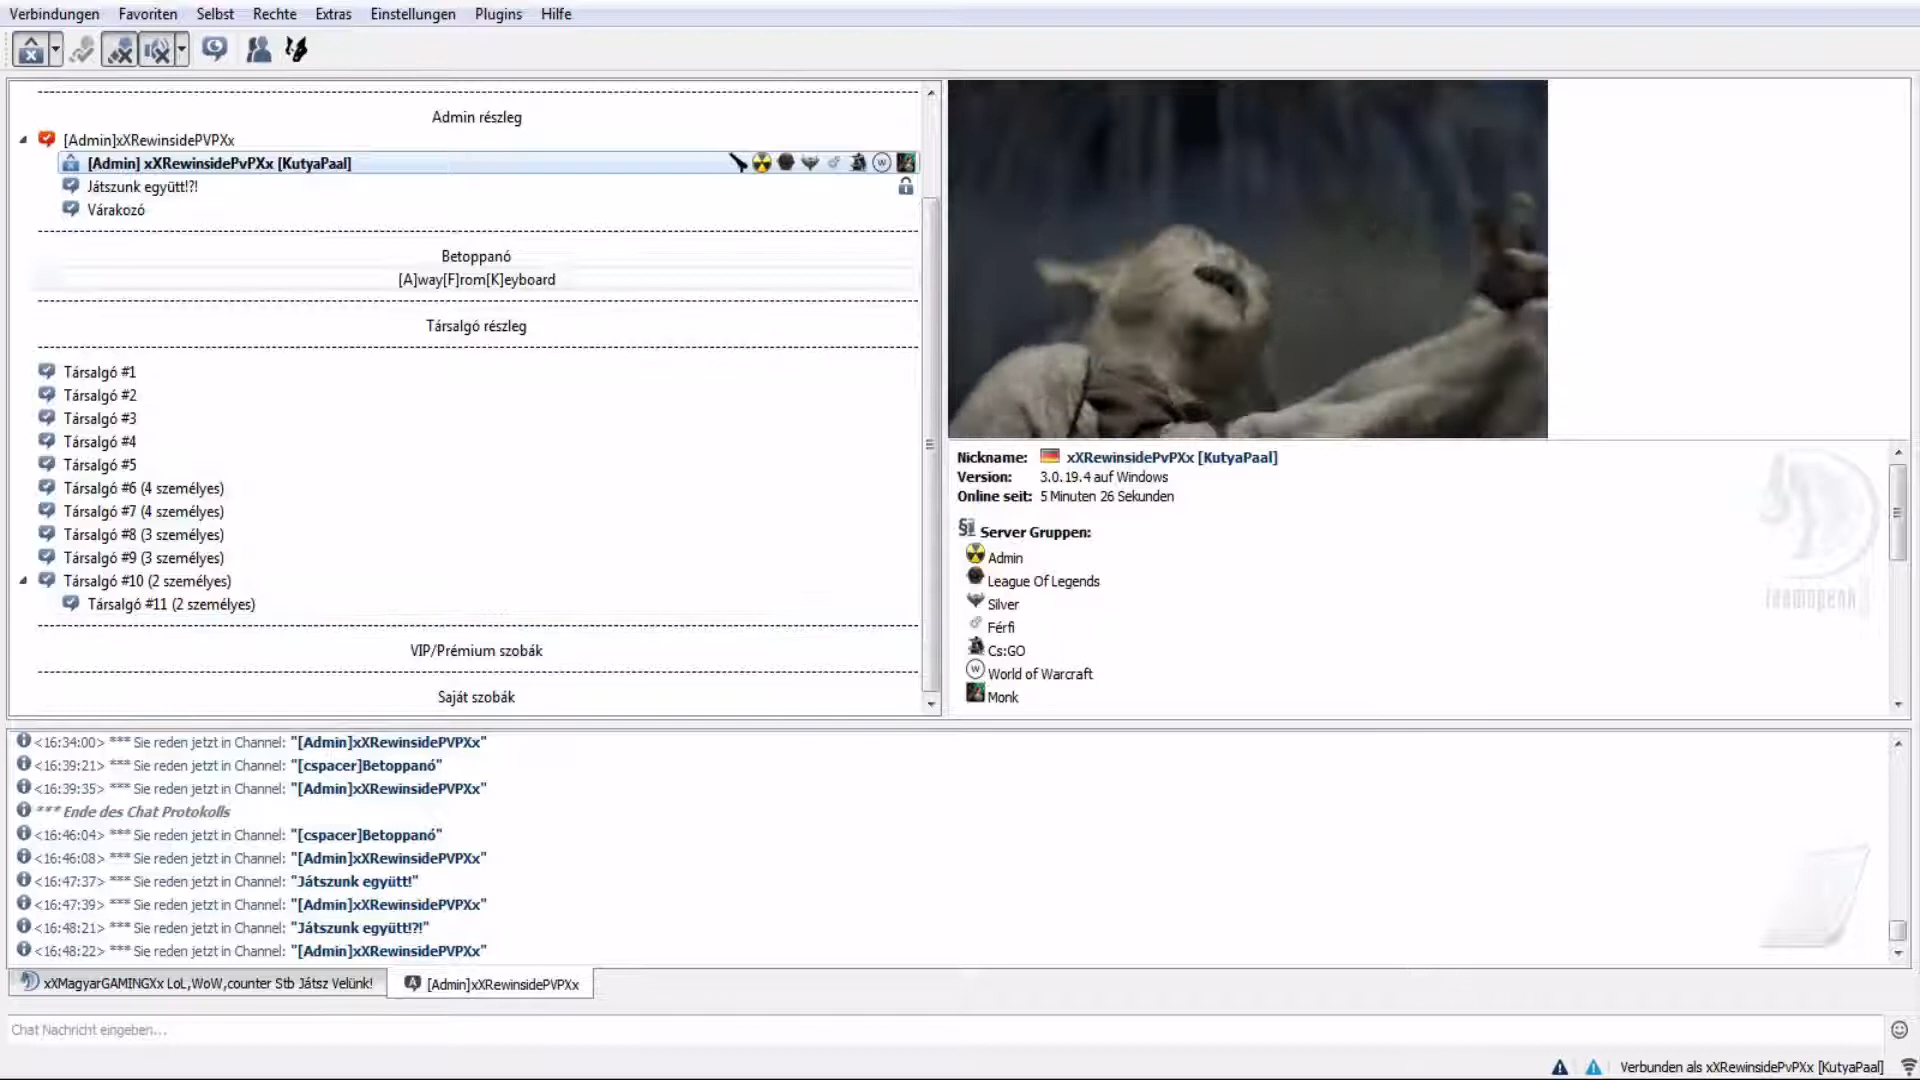 Verbindungen Favoriten Selbst Rechte Extras Einstellungen Plugins Hilfe
Admin részleg
[Admin]xXRewinsidePVPXx
[Admin] xXRewinsidePvPXx [KutyaPaal]
Játszunk együtt!?!
Várakozó
Betoppanó
[A]way[F]rom[K]eyboard
Társalgó részleg
Társalgó #1
Társalgó #2
Társalgó #3
Társalgó #4
Társalgó #5
Társalgó #6 (4 személyes)
Társalgó #7 (4 személyes)
Társalgó #8 (3 személyes)
Társalgó #9 (3 személyes)
Társalgó #10 (2 személyes)
Társalgó #11 (2 személyes)
VIP/Prémium szobák
Saját szobák
Nickname: xXRewinsidePvPXx [KutyaPaal]
Version: 3.0.19.4 auf Windows
Online seit: 5 Minuten 26 Sekunden
Server Gruppen:
Admin
League Of Legends
Silver
Férfi
Cs:GO
World of Warcraft
Monk
teamspeak
<16:34:00> *** Sie reden jetzt in Channel: "[Admin]xXRewinsidePVPXx"
<16:39:21> *** Sie reden jetzt in Channel: "[cspacer]Betoppanó"
<16:39:35> *** Sie reden jetzt in Channel: "[Admin]xXRewinsidePVPXx"
*** Ende des Chat Protokolls
<16:46:04> *** Sie reden jetzt in Channel: "[cspacer]Betoppanó"
<16:46:08> *** Sie reden jetzt in Channel: "[Admin]xXRewinsidePVPXx"
<16:47:37> *** Sie reden jetzt in Channel: "Játszunk együtt!"
<16:47:39> *** Sie reden jetzt in Channel: "[Admin]xXRewinsidePVPXx"
<16:48:21> *** Sie reden jetzt in Channel: "Játszunk együtt!?!"
<16:48:22> *** Sie reden jetzt in Channel: "[Admin]xXRewinsidePVPXx"
xXMagyarGAMINGXx LoL,WoW,counter Stb Játsz Velünk! [Admin]xXRewinsidePVPXx
Chat Nachricht eingeben...
Verbunden als xXRewinsidePvPXx [KutyaPaal]